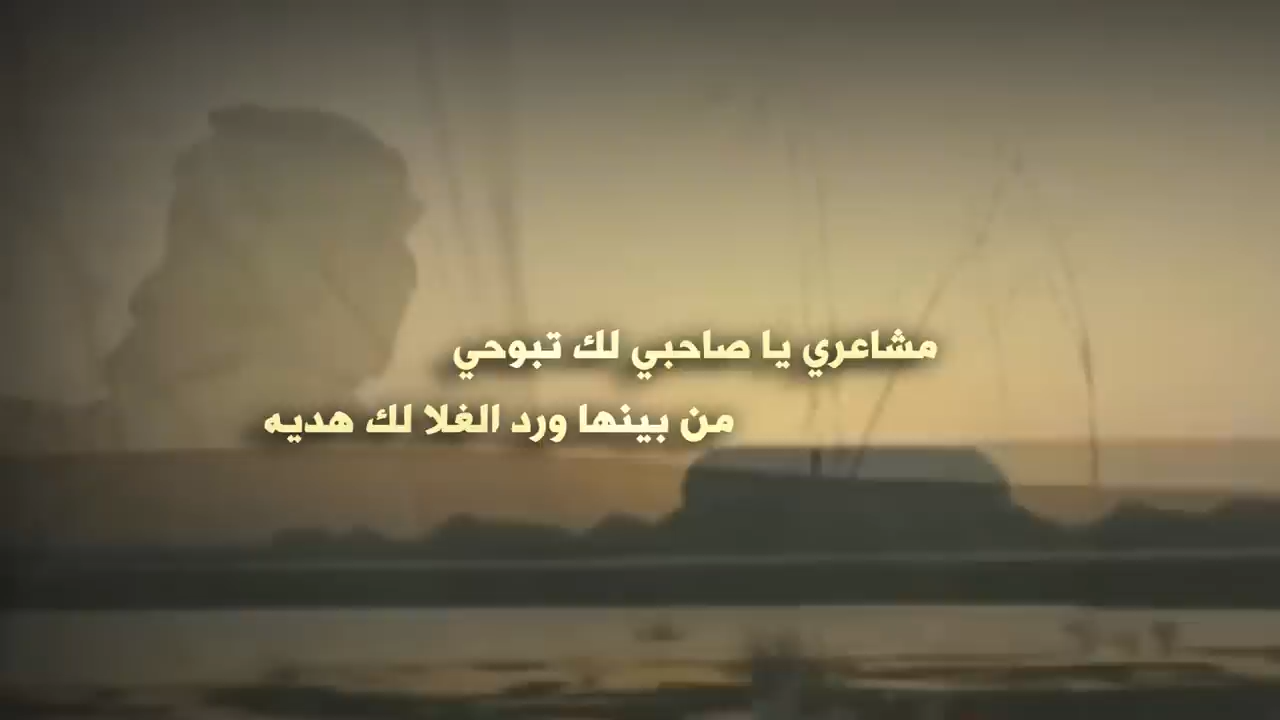 مشاعري يا صاحبي لك تبوحي
من بينها ورد الغلا لك هديه